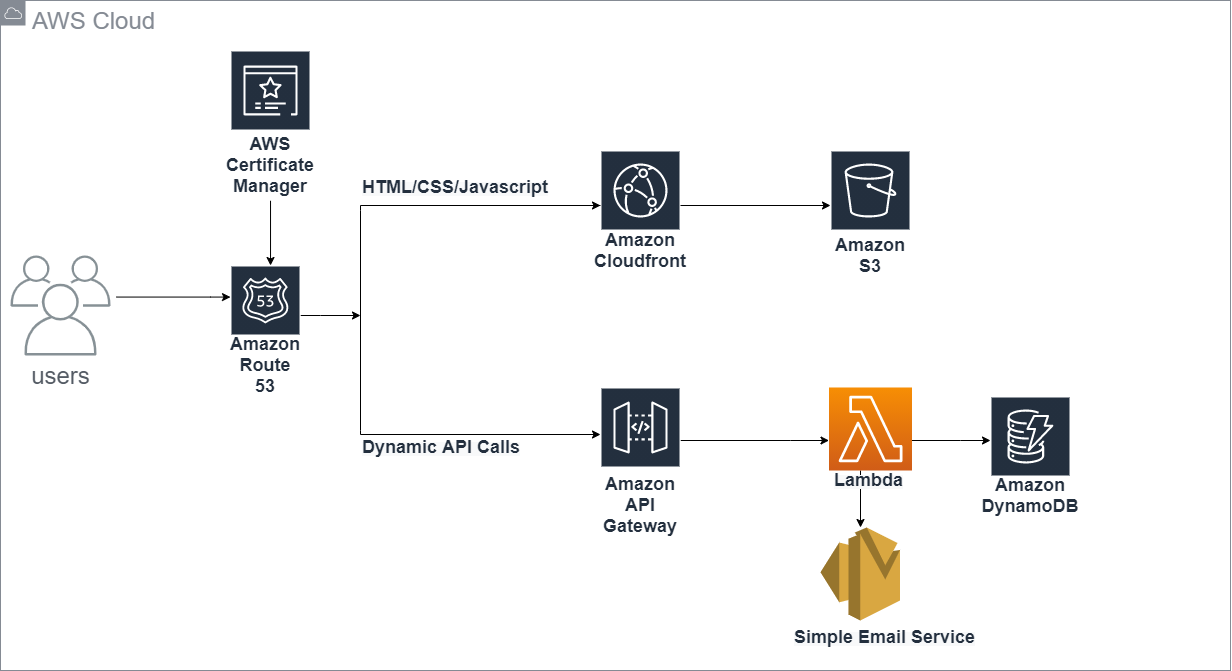 AWS Cloud
AWS
Certificate
Manager
HTML/CSS/Javascript
Amazon
Cloudfront
Amazon
S3
users
53
Amazon
Route
53
Dynamic API Calls
</>
Amazon
API
Gateway
Lambda
Amazon
DynamoDB
Simple Email Service